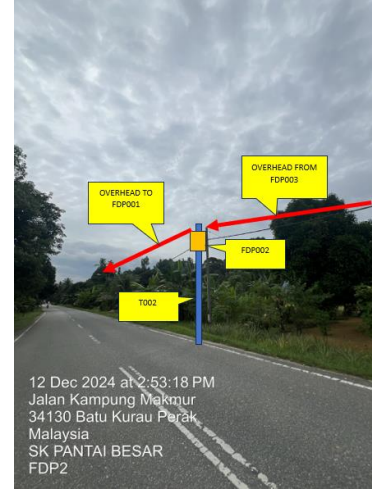 OVERHEAD FROM
FDP003
OVERHEAD TO
FDP001
FDP002
T002
12 Dec 2024 at 2:53:18 PM
Jalan Kampung Makmur
34130 Batu Kurau Perak
Malaysia
SK PANTAI BESAR
FDP2